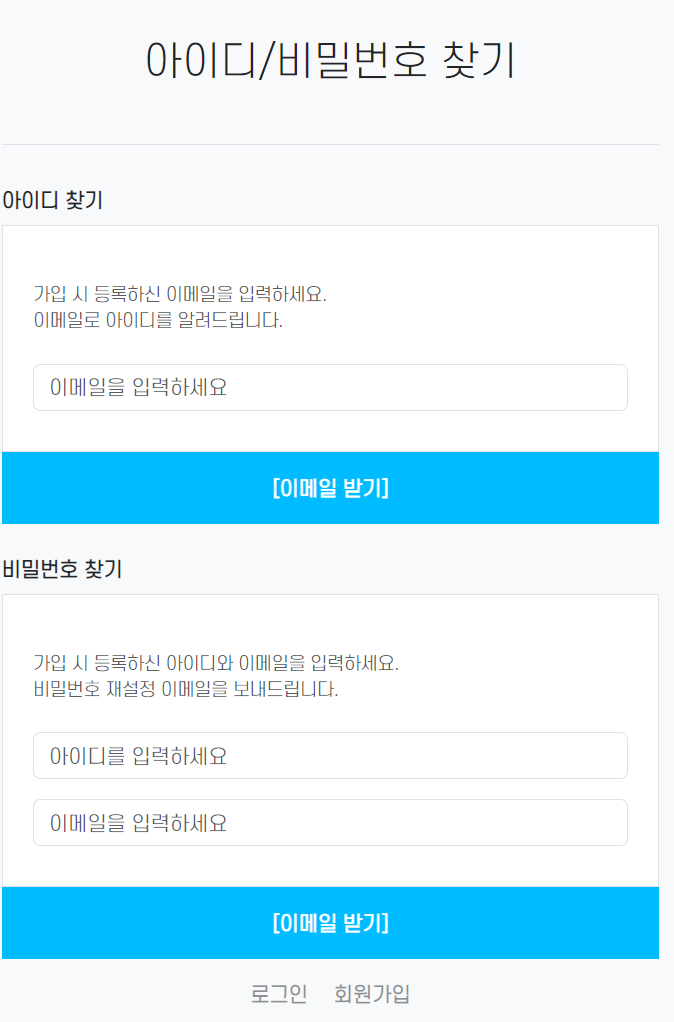 아이디/비밀번호 찾기
아이디 찾기
가입 시 등록하신 이메일을 입력하세요.
이메일로 아이디를 알려드립니다.
이메일을 입력하세요
[이메일 받기]
비밀번호 찾기
가입 시 등록하신 아이디와 이메일을 입력하세요.
비밀번호 재설정 이메일을 보내드립니다.
아이디를 입력하세요
이메일을 입력하세요
[이메일 받기]
로그인 회원가입